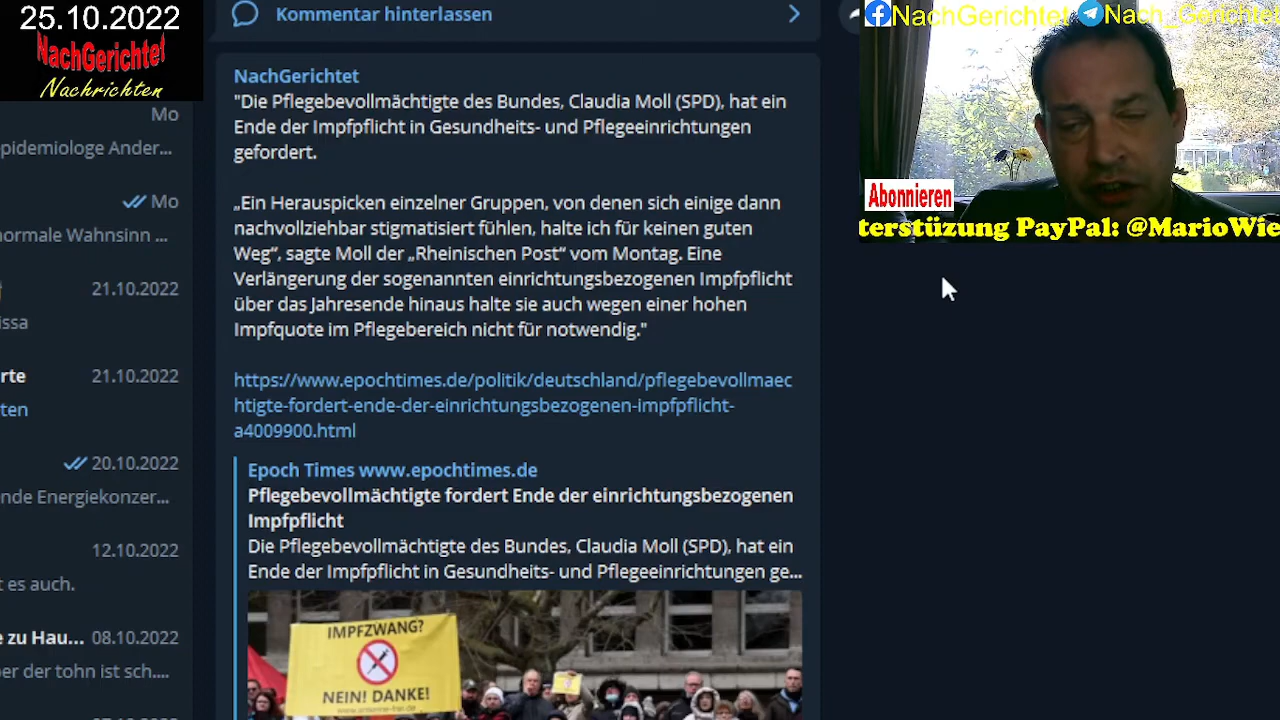 25.10.2022
NachGerichtet
Nachrichten
Mo
pidemiologe Ander...
Mo
normale Wahnsinn ...
21.10.2022
issa
rte
21.10.2022
ten
20.10.2022
nde Energiekonzer...
12.10.2022
t es auch.
e zu Hau...
08.10.2022
ber der tohn ist sch....
Kommentar hinterlassen
NachGerichtet
"Die Pflegebevollmächtigte des Bundes, Claudia Moll (SPD), hat ein
Ende der Impfpflicht in Gesundheits- und Pflegeeinrichtungen
gefordert.
„Ein Herauspicken einzelner Gruppen, von denen sich einige dann
nachvollziehbar stigmatisiert fühlen, halte ich für keinen guten
Weg“, sagte Moll der „Rheinischen Post“ vom Montag. Eine
Verlängerung der sogenannten einrichtungsbezogenen Impfpflicht
über das Jahresende hinaus halte sie auch wegen einer hohen
Impfquote im Pflegebereich nicht für notwendig."
https://www.epochtimes.de/politik/deutschland/pflegebevollmaec
htigte-fordert-ende-der-einrichtungsbezogenen-impfpflicht-
a4009900.html
Epoch Times www.epochtimes.de
Pflegebevollmächtigte fordert Ende der einrichtungsbezogenen
Impfpflicht
Die Pflegebevollmächtigte des Bundes, Claudia Moll (SPD), hat ein
Ende der Impfpflicht in Gesundheits- und Pflegeeinrichtungen ge...
IMPFZWANG?
NEIN! DANKE!
NachGerichtet Nach_Gerichtet
Abonnieren
terstüzung PayPal: @MarioWie